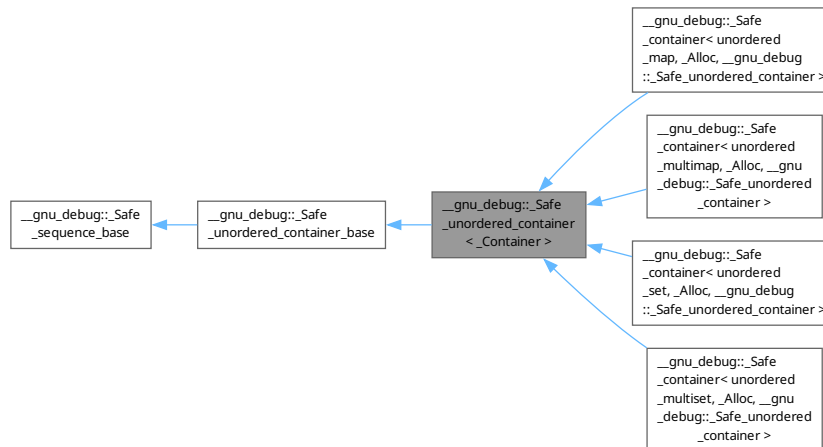 __gnu_debug::_Safe
_container< unordered
_map, _Alloc, __gnu_debug
::_Safe_unordered_container >
__gnu_debug::_Safe
_container< unordered
_multimap, _Alloc, __gnu
_debug::_Safe_unordered
_container >
__gnu_debug::_Safe
_sequence_base
__gnu_debug::_Safe
_unordered_container_base
__gnu_debug::_Safe
_unordered_container
< _Container >
__gnu_debug::_Safe
_container< unordered
_set, _Alloc, __gnu_debug
::_Safe_unordered_container >
__gnu_debug::_Safe
_container< unordered
_multiset, _Alloc, __gnu
_debug::_Safe_unordered
_container >